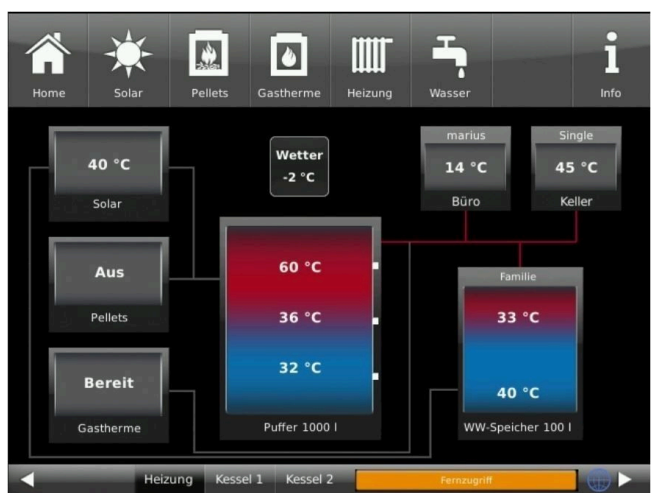 Home Solar Pellets Gastherme Heizung Wasser Info
40 °C
Solar
Wetter
-2 °C
marius
14 °C
Büro
Single
45 °C
Keller
Aus
Pellets
60 °C
36 °C
32 °C
Puffer 1000 l
Familie
33 °C
40 °C
WW-Speicher 100 l
Bereit
Gastherme
Heizung Kessel 1 Kessel 2 Fernzugriff